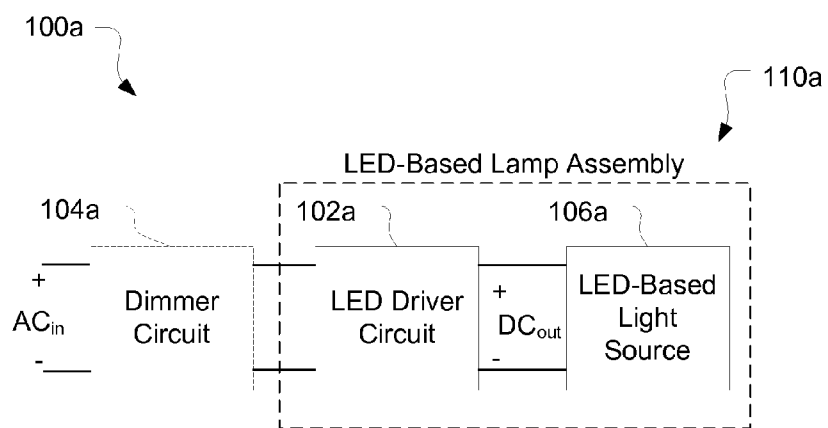 100a
110a
LED-Based Lamp Assembly
104a
102a
106a
+
ACin
-
Dimmer
Circuit
LED Driver
Circuit
+
DCout
-
LED-Based
Light
Source